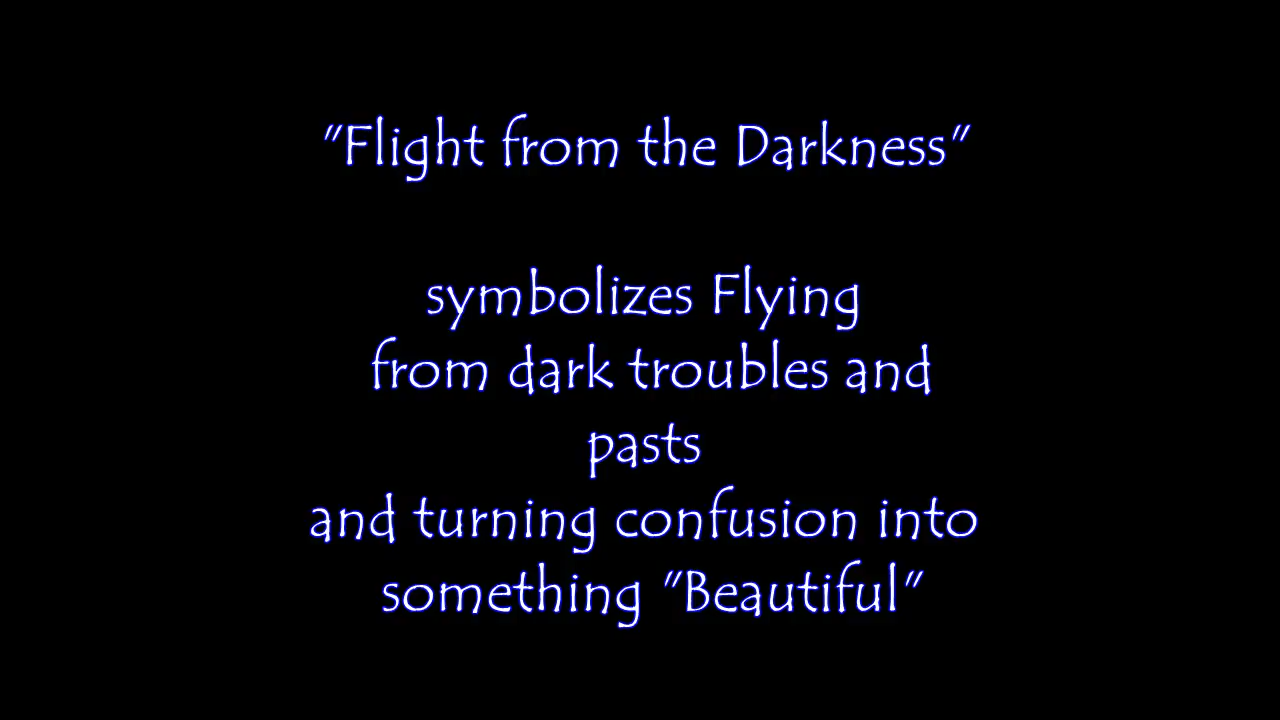 "Flight from the Darkness"
symbolizes Flying
from dark troubles and
pasts
and turning confusion into
something "Beautiful"